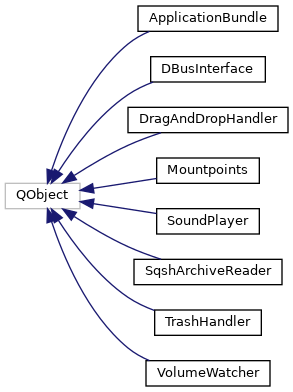 ApplicationBundle
DBusInterface
DragAndDropHandler
Mountpoints
QObject
SoundPlayer
SqshArchiveReader
TrashHandler
VolumeWatcher